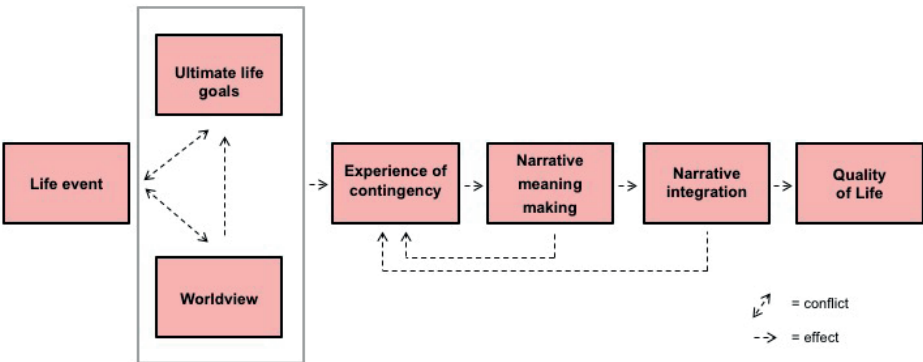 Ultimate life
goals
Life event
Experience of
contingency
Narrative
meaning
making
Narrative
integration
Quality
of Life
Worldview
= conflict
= effect